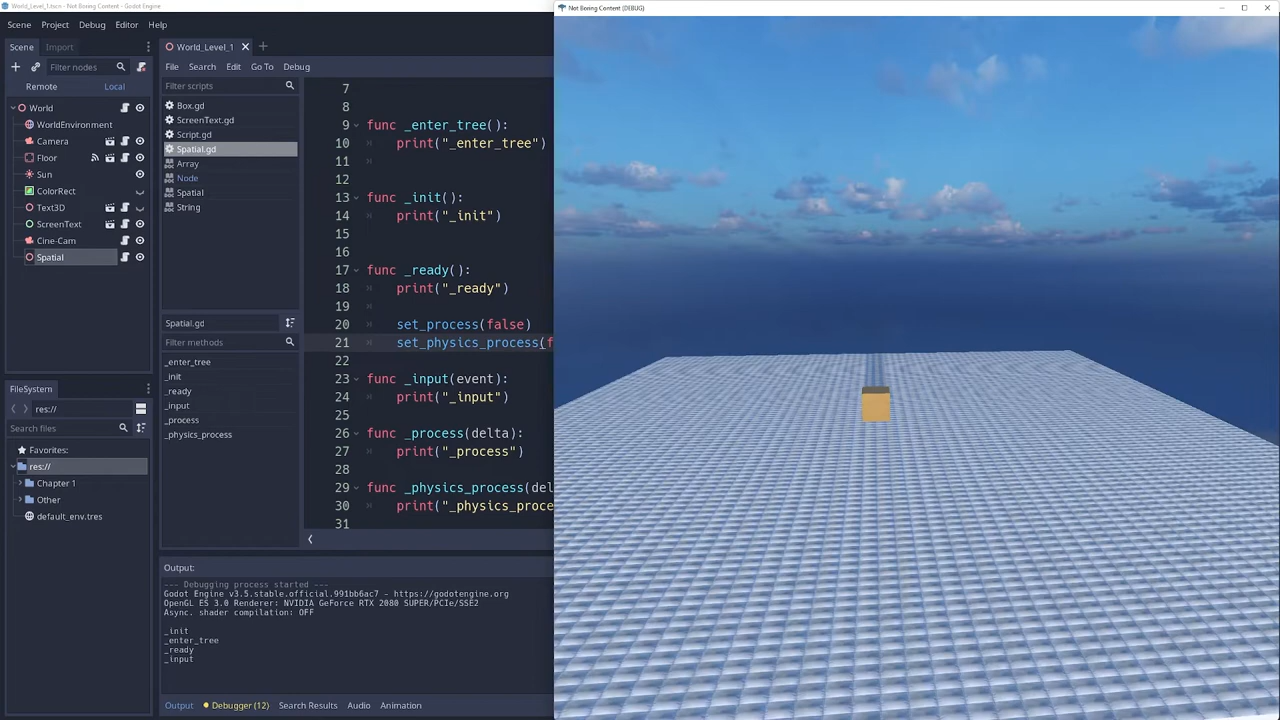 World_Level_1.tscn - Not Boring Content - Godot Engine
Scene Project Debug Editor Help
Scene Import
Filter nodes
Remote Local
World
WorldEnvironment
Camera
Floor
Sun
ColorRect
Text3D
ScreenText
Cine-Cam
Spatial
FileSystem
res://
Search files
Favorites:
res://
Chapter 1
Other
default_env.tres
World_Level_1
File Search Edit Go To Debug
Filter scripts
Box.gd
ScreenText.gd
Script.gd
Spatial.gd
Array
Node
Spatial
String
Spatial.gd
Filter methods
_enter_tree
_init
_ready
_input
_process
_physics_process
7
8
9 func _enter_tree():
10 print("_enter_tree")
11
12
13 func _init():
14 print("_init")
15
16
17 func _ready():
18 print("_ready")
19
20 set_process(false)
21 set_physics_process(f
22
23 func _input(event):
24 print("_input")
25
26 func _process(delta):
27 print("_process")
28
29 func _physics_process(del
30 print("_physics_proce
31
Output:
--- Debugging process started ---
Godot Engine v3.5.stable.official.991bb6ac7 - https://godotengine.org
OpenGL ES 3.0 Renderer: NVIDIA GeForce RTX 2080 SUPER/PCIe/SSE2
Async. shader compilation: OFF
_init
_enter_tree
_ready
_input
Output Debugger (12) Search Results Audio Animation
Not Boring Content (DEBUG)